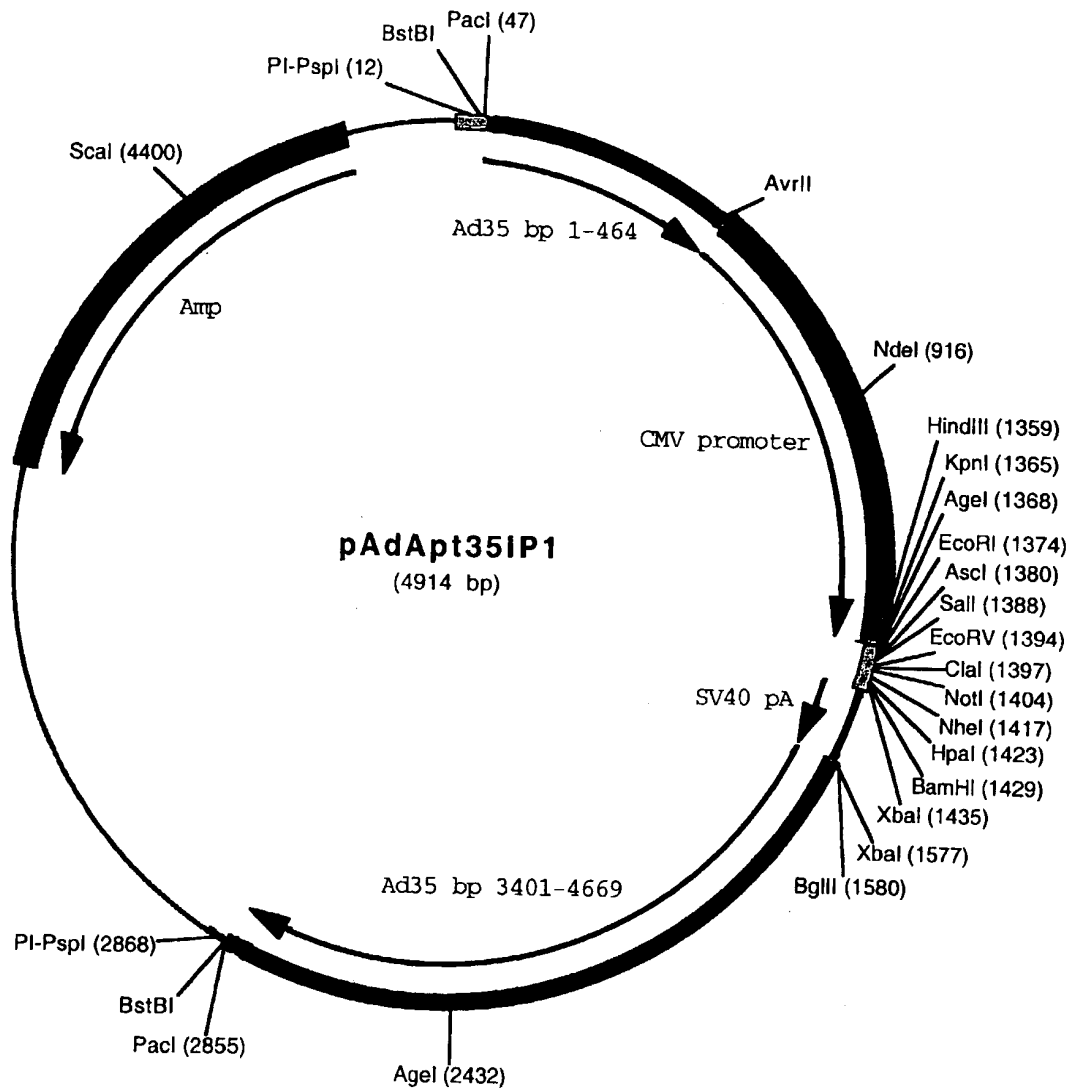 PacI (47)
BstBI
PI-PspI (12)
ScaI (4400)
AvrII
Ad35 bp 1-464
Amp
NdeI (916)
CMV promoter
HindIII (1359)
KpnI (1365)
AgeI (1368)
EcoRI (1374)
AscI (1380)
SalI (1388)
EcoRV (1394)
ClaI (1397)
NotI (1404)
NheI (1417)
HpaI (1423)
BamHI (1429)
XbaI (1435)
XbaI (1577)
BglII (1580)
pAdApt35IP1
(4914 bp)
SV40 pA
Ad35 bp 3401-4669
PI-PspI (2868)
BstBI
PacI (2855)
AgeI (2432)